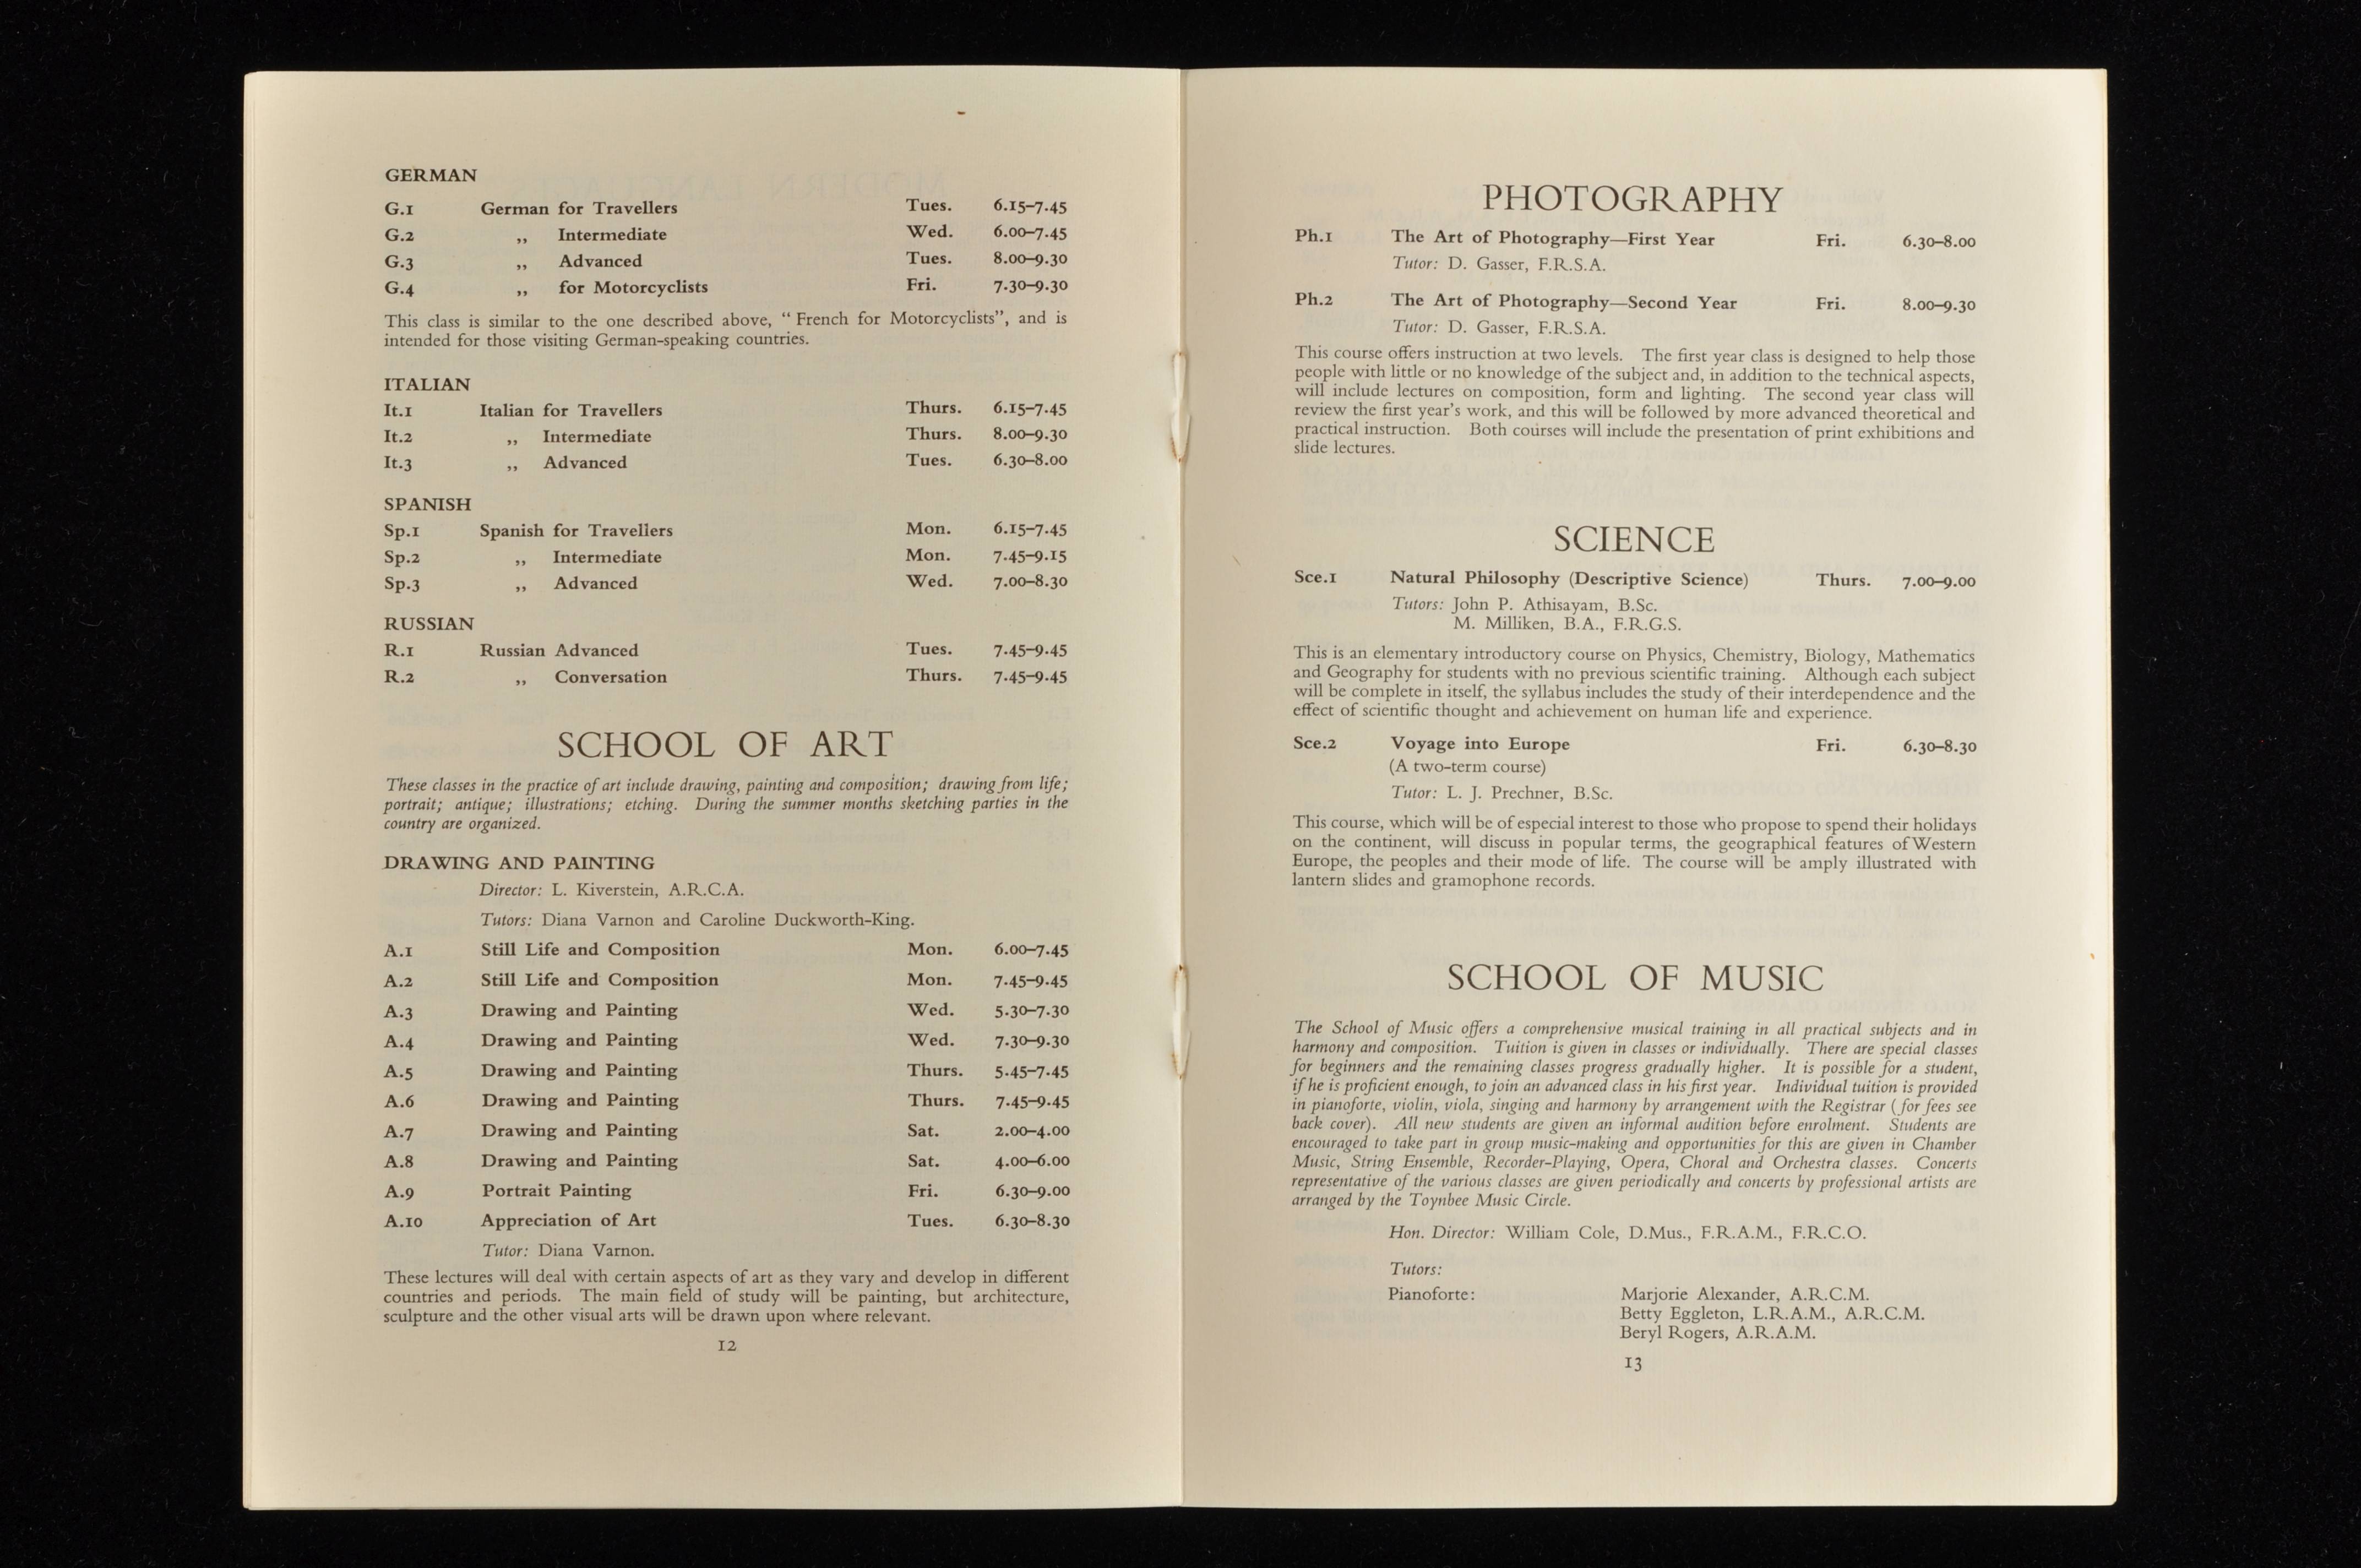 GERMAN
G.1 German for Travellers Tues. 6.15–7.45
G.2 ,, Intermediate Wed. 6.00–7.45
G.3 ,, Advanced Tues. 8.00–9.30
G.4 ,, for Motorcyclists Fri. 7.30–9.30
This class is similar to the one described above, “ French for Motorcyclists”, and is
intended for those visiting German-speaking countries.
ITALIAN
It.1 Italian for Travellers Thurs. 6.15–7.45
It.2 ,, Intermediate Thurs. 8.00–9.30
It.3 ,, Advanced Tues. 6.30–8.00
SPANISH
Sp.1 Spanish for Travellers Mon. 6.15–7.45
Sp.2 ,, Intermediate Mon. 7.45–9.15
Sp.3 ,, Advanced Wed. 7.00–8.30
RUSSIAN
R.1 Russian Advanced Tues. 7.45–9.45
R.2 ,, Conversation Thurs. 7.45–9.45
SCHOOL OF ART
These classes in the practice of art include drawing, painting and composition; drawing from life;
portrait; antique; illustrations; etching. During the summer months sketching parties in the
country are organized.
DRAWING AND PAINTING
Director: L. Kiverstein, A.R.C.A.
Tutors: Diana Varnon and Caroline Duckworth-King.
A.1 Still Life and Composition Mon. 6.00–7.45
A.2 Still Life and Composition Mon. 7.45–9.45
A.3 Drawing and Painting Wed. 5.30–7.30
A.4 Drawing and Painting Wed. 7.30–9.30
A.5 Drawing and Painting Thurs. 5.45–7.45
A.6 Drawing and Painting Thurs. 7.45–9.45
A.7 Drawing and Painting Sat. 2.00–4.00
A.8 Drawing and Painting Sat. 4.00–6.00
A.9 Portrait Painting Fri. 6.30–9.00
A.10 Appreciation of Art Tues. 6.30–8.30
Tutor: Diana Varnon.
These lectures will deal with certain aspects of art as they vary and develop in different
countries and periods. The main field of study will be painting, but architecture,
sculpture and the other visual arts will be drawn upon where relevant.
12
PHOTOGRAPHY
Ph.1 The Art of Photography—First Year Fri. 6.30–8.00
Tutor: D. Gasser, F.R.S.A.
Ph.2 The Art of Photography—Second Year Fri. 8.00–9.30
Tutor: D. Gasser, F.R.S.A.
This course offers instruction at two levels. The first year class is designed to help those
people with little or no knowledge of the subject and, in addition to the technical aspects,
will include lectures on composition, form and lighting. The second year class will
review the first year’s work, and this will be followed by more advanced theoretical and
practical instruction. Both courses will include the presentation of print exhibitions and
slide lectures.
SCIENCE
Sce.1 Natural Philosophy (Descriptive Science) Thurs. 7.00–9.00
Tutors: John P. Athisayam, B.Sc.
M. Milliken, B.A., F.R.G.S.
This is an elementary introductory course on Physics, Chemistry, Biology, Mathematics
and Geography for students with no previous scientific training. Although each subject
will be complete in itself, the syllabus includes the study of their interdependence and the
effect of scientific thought and achievement on human life and experience.
Sce.2 Voyage into Europe Fri. 6.30–8.30
(A two-term course)
Tutor: L. J. Prechner, B.Sc.
This course, which will be of especial interest to those who propose to spend their holidays
on the continent, will discuss in popular terms, the geographical features of Western
Europe, the peoples and their mode of life. The course will be amply illustrated with
lantern slides and gramophone records.
SCHOOL OF MUSIC
The School of Music offers a comprehensive musical training in all practical subjects and in
harmony and composition. Tuition is given in classes or individually. There are special classes
for beginners and the remaining classes progress gradually higher. It is possible for a student,
if he is proficient enough, to join an advanced class in his first year. Individual tuition is provided
in pianoforte, violin, viola, singing and harmony by arrangement with the Registrar (for fees see
back cover). All new students are given an informal audition before enrolment. Students are
encouraged to take part in group music-making and opportunities for this are given in Chamber
Music, String Ensemble, Recorder-Playing, Opera, Choral and Orchestra classes. Concerts
representative of the various classes are given periodically and concerts by professional artists are
arranged by the Toynbee Music Circle.
Hon. Director: William Cole, D.Mus., F.R.A.M., F.R.C.O.
Tutors:
Pianoforte: Marjorie Alexander, A.R.C.M.
Betty Eggleton, L.R.A.M., A.R.C.M.
Beryl Rogers, A.R.A.M.
13